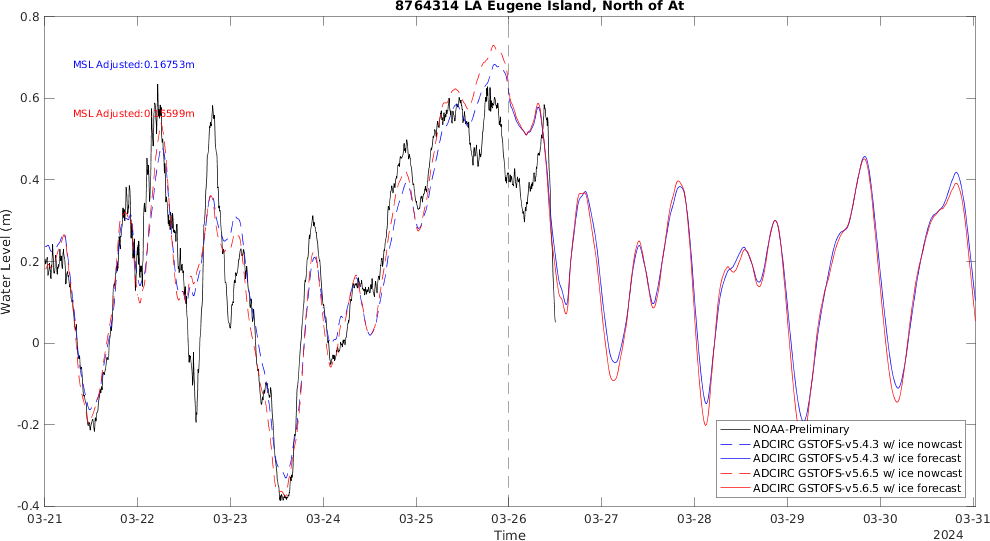 8764314 LA Eugene Island, North of At
MSL Adjusted:0.16753m
MSL Adjusted:0.16599m
Water Level (m)
0.8
0.6
0.4
0.2
0
-0.2
-0.4
NOAA-Preliminary
ADCIRC GSTOFS-v5.4.3 w/ ice nowcast
ADCIRC GSTOFS-v5.4.3 w/ ice forecast
ADCIRC GSTOFS-v5.6.5 w/ ice nowcast
ADCIRC GSTOFS-v5.6.5 w/ ice forecast
03-21 03-22 03-23 03-24 03-25 03-26 03-27 03-28 03-29 03-30 03-31
Time
2024